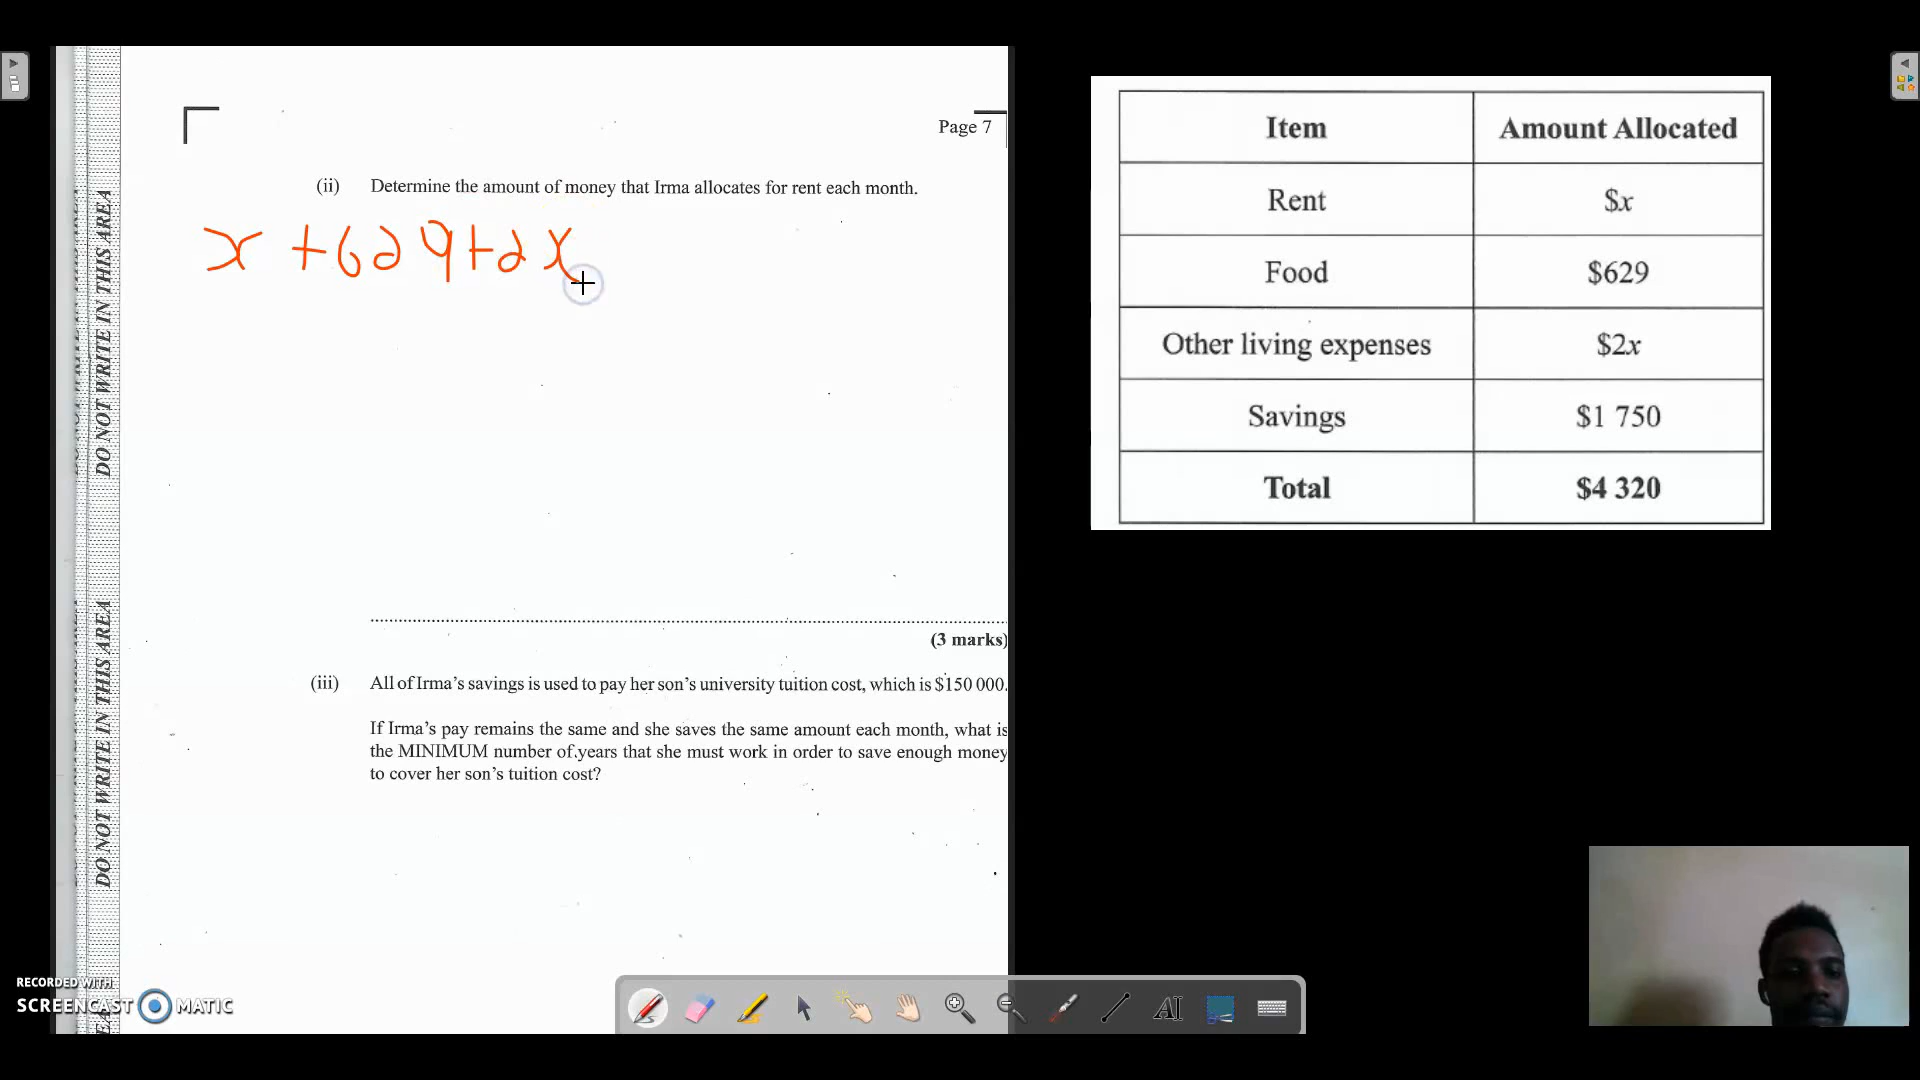 Page 7
(ii) Determine the amount of money that Irma allocates for rent each month.
x + 629 + 2x
(3 marks)
(iii) All of Irma's savings is used to pay her son's university tuition cost, which is $150 000.
If Irma's pay remains the same and she saves the same amount each month, what is
the MINIMUM number of years that she must work in order to save enough money
to cover her son's tuition cost?
DO NOT WRITE IN THIS AREA
DO NOT WRITE IN THIS AREA
Item Amount Allocated
Rent $x
Food $629
Other living expenses $2x
Savings $1 750
Total $4 320
RECORDED WITH
SCREENCAST MATIC
AI